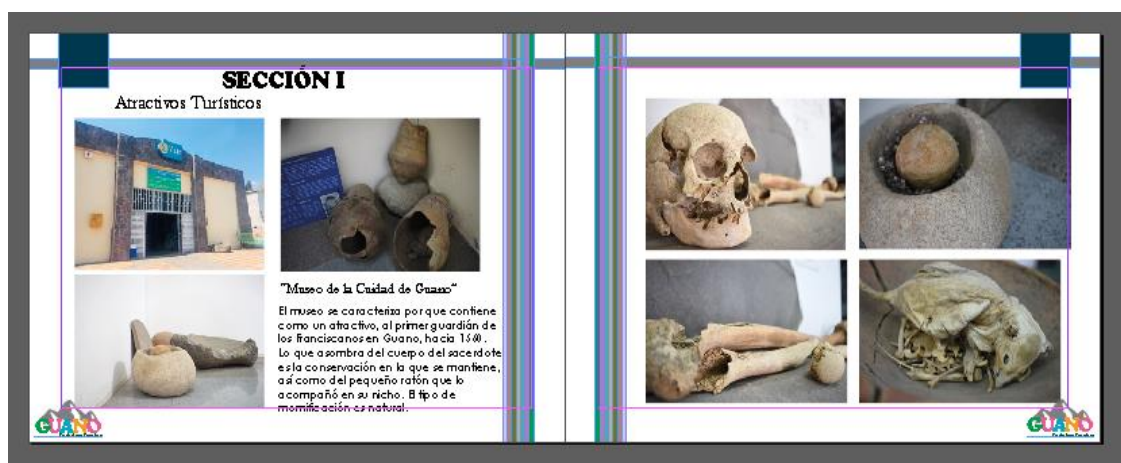 SECCIÓN I
Atractivos Turísticos
"Museo de la Cuidad de Guano"
El museo se caracteriza por que contiene
como un atractivo, al primer guardián de
los franciscanos en Guano, hacia 1560.
Lo que asombra del cuerpo del sacerdote
es la conservación en la que se mantiene,
así como del pequeño ratón que lo
acompañó en su nicho. El tipo de
momificación es natural.
GUANO
GUANO